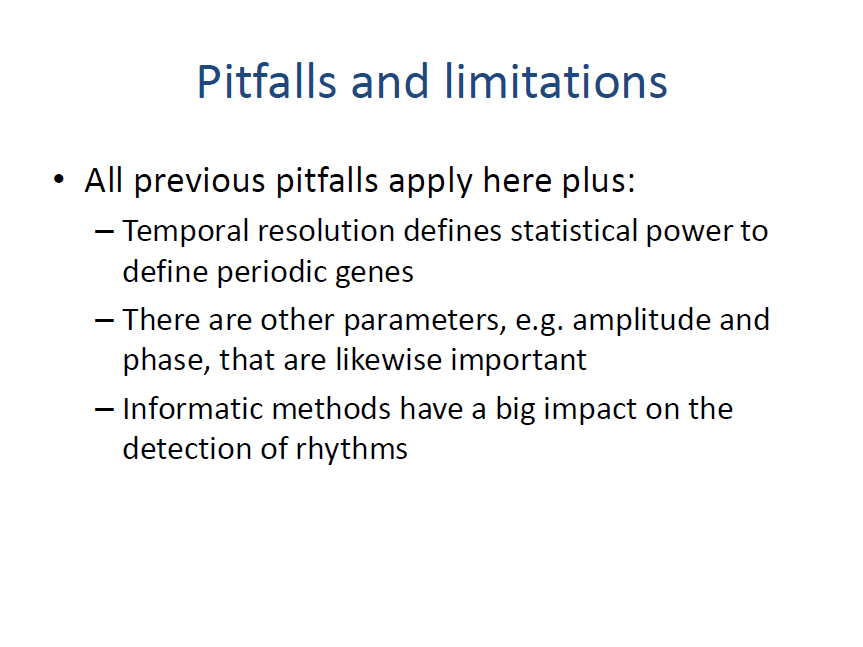 Pitfalls and limitations
• All previous pitfalls apply here plus:
– Temporal resolution defines statistical power to
define periodic genes
– There are other parameters, e.g. amplitude and
phase, that are likewise important
– Informatic methods have a big impact on the
detection of rhythms